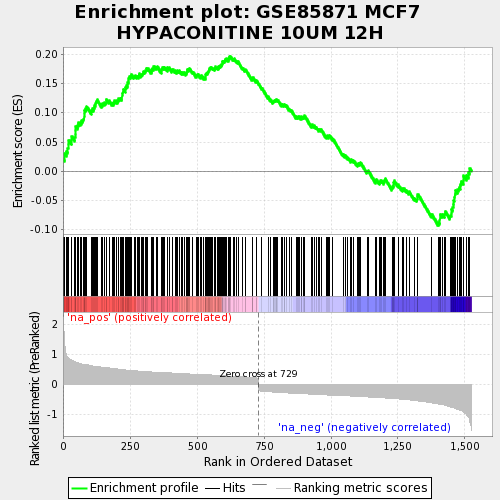 Enrichment plot: GSE85871 MCF7
HYPACONITINE 10UM 12H
Enrichment score (ES)
0.20
0.15
0.10
0.05
0.00
-0.05
-0.10
'na_pos' (positively correlated)
Ranked list metric (PreRanked)
2
1
0
-1
Zero cross at 729
'na_neg' (negatively correlated)
0
250
500
750
1,000
1,250
1,500
Rank in Ordered Dataset
Enrichment profile
Hits
Ranking metric scores